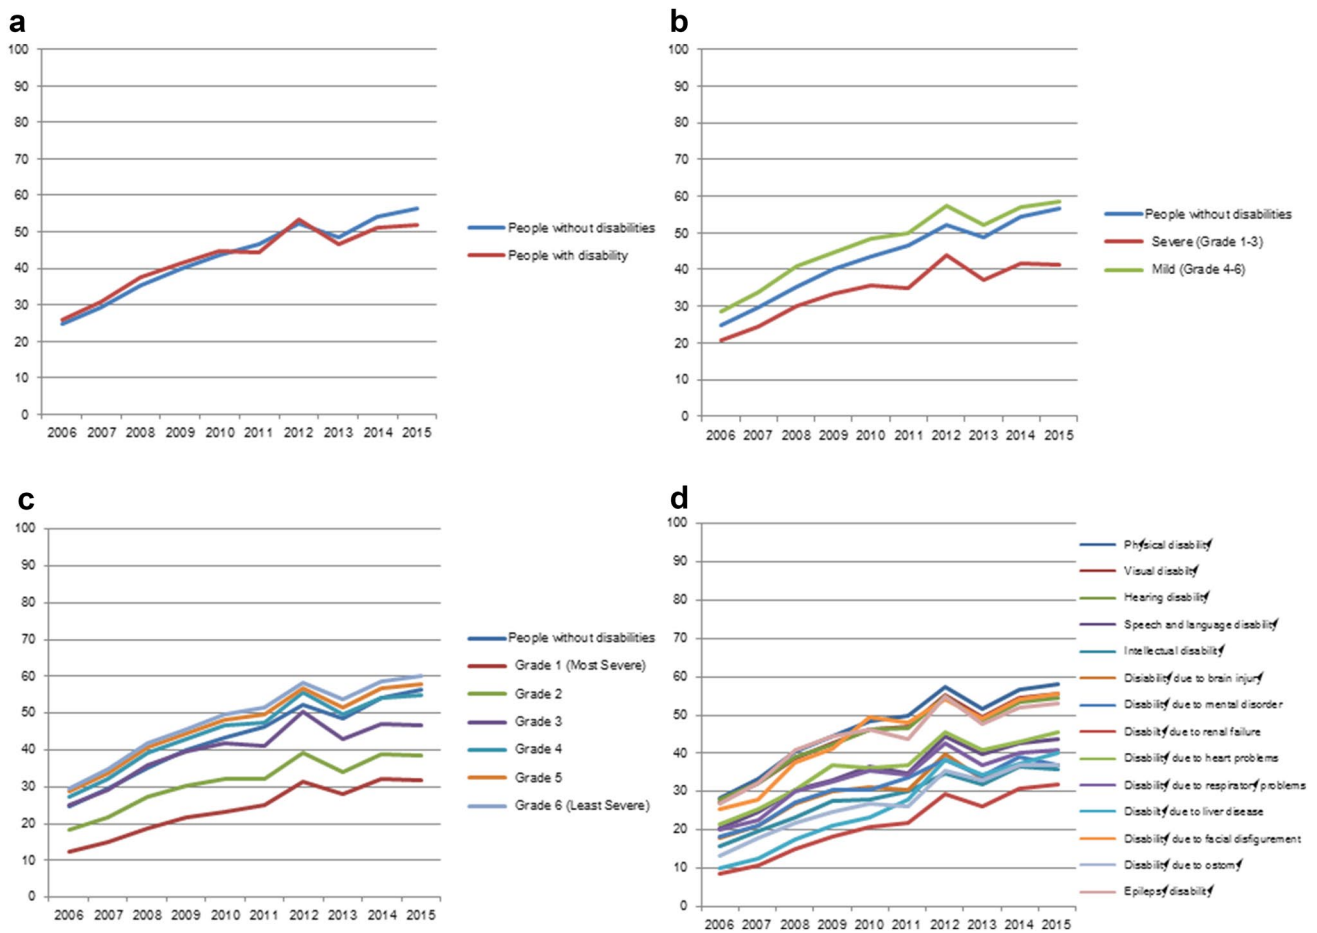 a
100
90
80
70
60
50
40
30
20
10
0
2006 2007 2008 2009 2010 2011 2012 2013 2014 2015
People without disabilities
People with disability
b
100
90
80
70
60
50
40
30
20
10
0
2006 2007 2008 2009 2010 2011 2012 2013 2014 2015
People without disabilities
Severe (Grade 1-3)
Mild (Grade 4-6)
c
100
90
80
70
60
50
40
30
20
10
0
2006 2007 2008 2009 2010 2011 2012 2013 2014 2015
People without disabilities
Grade 1 (Most Severe)
Grade 2
Grade 3
Grade 4
Grade 5
Grade 6 (Least Severe)
d
100
90
80
70
60
50
40
30
20
10
0
2006 2007 2008 2009 2010 2011 2012 2013 2014 2015
Physical disability
Visual disability
Hearing disability
Speech and language disability
Intellectual disability
Disiability due to brain injury
Disability due to mental disorder
Disability due to renal failure
Disability due to heart problems
Disability due to respiratory problems
Disability due to liver disease
Disability due to facial disfigurement
Disability due to ostomy
Epilepsy disability